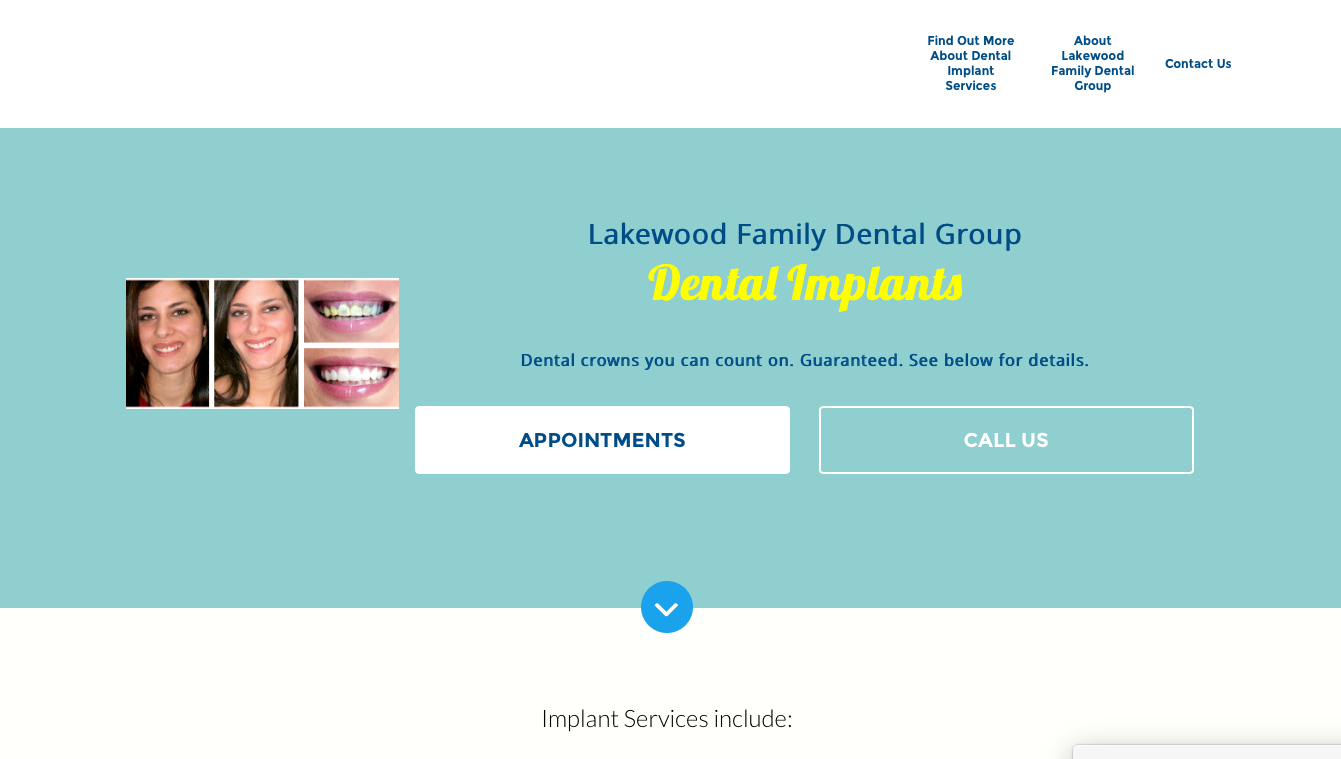 Find Out More
About Dental
Implant
Services
About
Lakewood
Family Dental
Group
Contact Us
Lakewood Family Dental Group
Dental Implants
Dental crowns you can count on. Guaranteed. See below for details.
APPOINTMENTS
CALL US
Implant Services include: